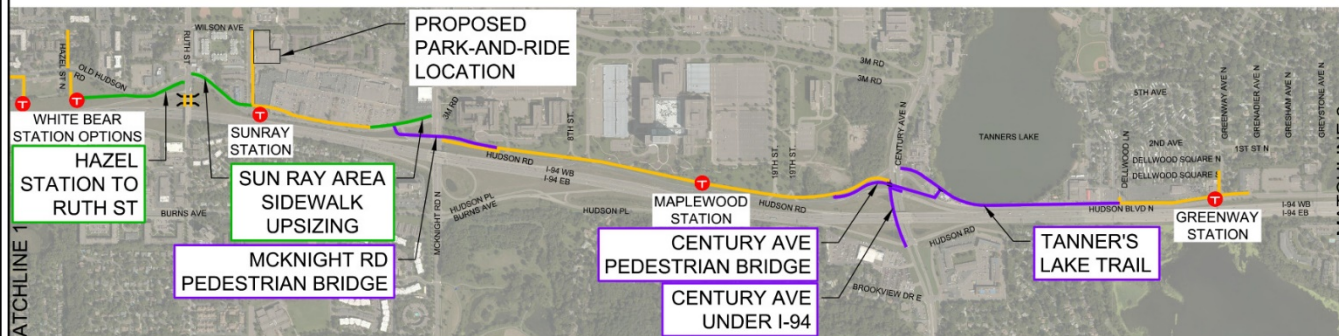 PROPOSED
PARK-AND-RIDE
LOCATION
WILSON AVE
HAZEL ST N
OLD HUDSON
RD
RUTH ST
T
T
T
WHITE BEAR
STATION OPTIONS
SUNRAY
STATION
HAZEL
STATION TO
RUTH ST
SUN RAY AREA
SIDEWALK
UPSIZING
MCKNIGHT RD
PEDESTRIAN BRIDGE
BURNS AVE
3M RD
MCKNIGHT RD N
HUDSON RD
I-94 WB
I-94 EB
HUDSON PL
BURNS AVE
HUDSON PL
8TH ST.
T
MAPLEWOOD
STATION
19TH ST.
19TH ST.
HUDSON RD
3M RD
3M RD
CENTURY AVE N
CENTURY AVE
PEDESTRIAN BRIDGE
CENTURY AVE
UNDER I-94
HUDSON RD
BROOKVIEW DR E
TANNERS LAKE
TANNER'S
LAKE TRAIL
HUDSON BLVD N
DELLWOOD LN
5TH AVE
2ND AVE
DELLWOOD SQUARE N
DELLWOOD SQUARE
1ST ST N
GREENWAY AVE N
GRENADIER AVE N
GRESHAM AVE N
GREYSTONE AVE N
T
GREENWAY
STATION
I-94 WB
I-94 EB
ATCHLINE 1